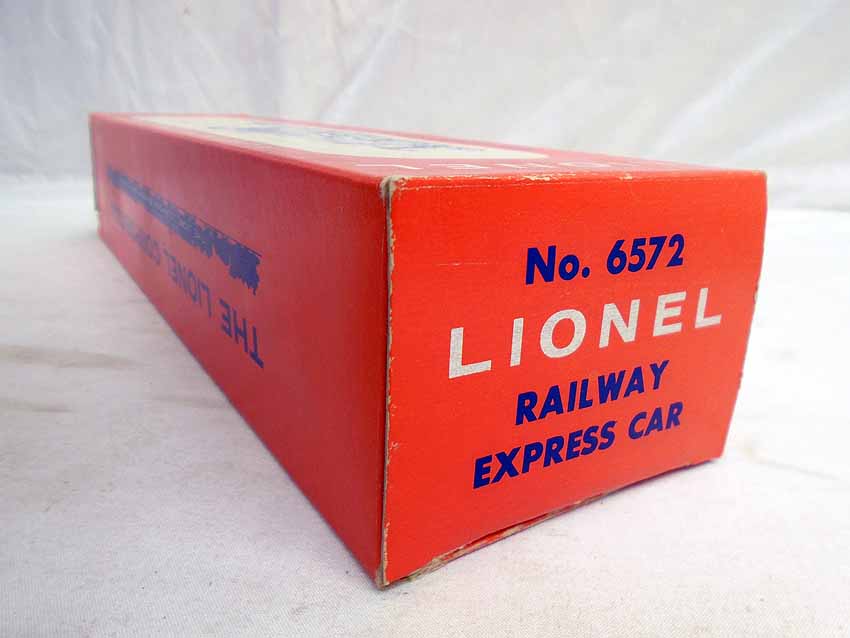 No. 6572
LIONEL
RAILWAY
EXPRESS CAR
THE LIONEL